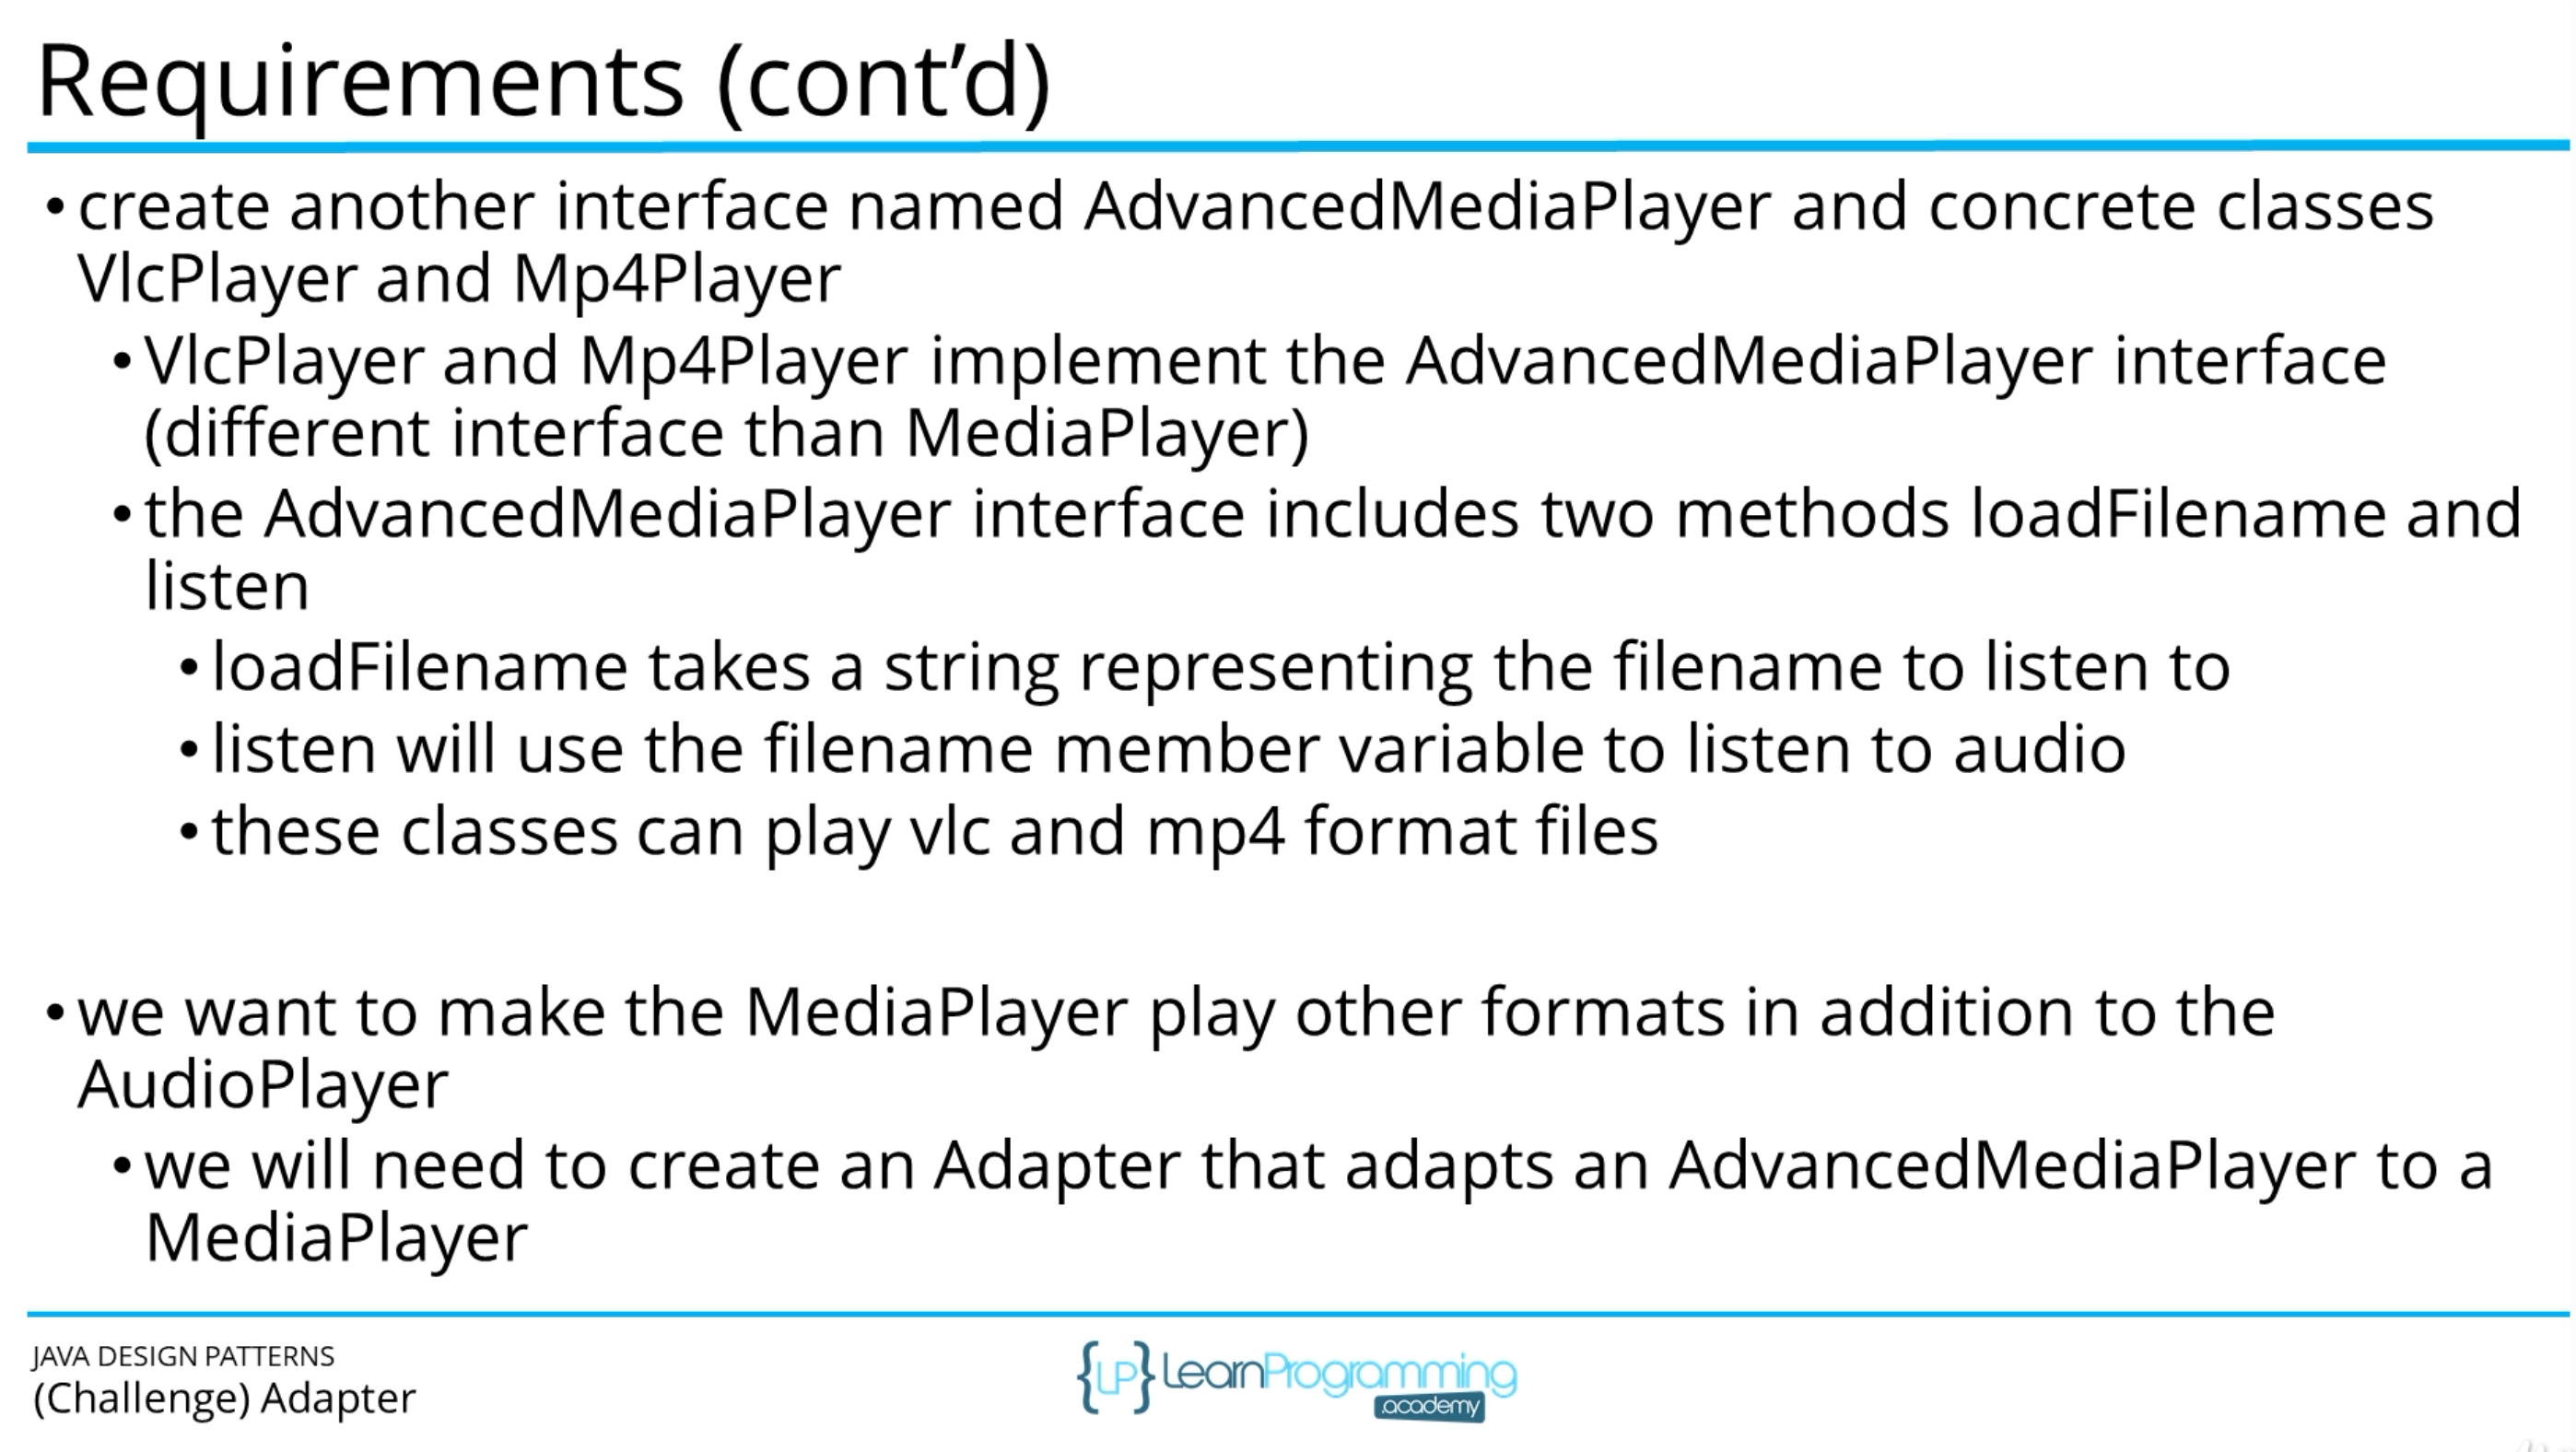 Requirements (cont’d)
• create another interface named AdvancedMediaPlayer and concrete classes
VlcPlayer and Mp4Player
• VlcPlayer and Mp4Player implement the AdvancedMediaPlayer interface
(different interface than MediaPlayer)
• the AdvancedMediaPlayer interface includes two methods loadFilename and
listen
• loadFilename takes a string representing the filename to listen to
• listen will use the filename member variable to listen to audio
• these classes can play vlc and mp4 format files
• we want to make the MediaPlayer play other formats in addition to the
AudioPlayer
• we will need to create an Adapter that adapts an AdvancedMediaPlayer to a
MediaPlayer
JAVA DESIGN PATTERNS
(Challenge) Adapter
{LP} LearnProgramming
.academy